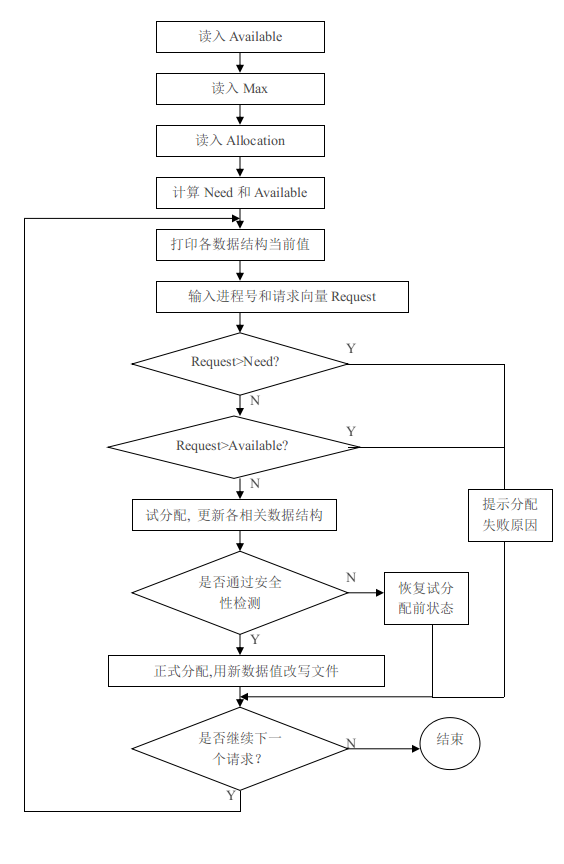 读入 Available
读入 Max
读入 Allocation
计算 Need 和 Available
打印各数据结构当前值
输入进程号和请求向量 Request
Request>Need?
Y
N
Request>Available?
Y
N
试分配, 更新各相关数据结构
提示分配
失败原因
是否通过安全
性检测
N
恢复试分
配前状态
Y
正式分配,用新数据值改写文件
是否继续下一
个请求？
N
结束
Y